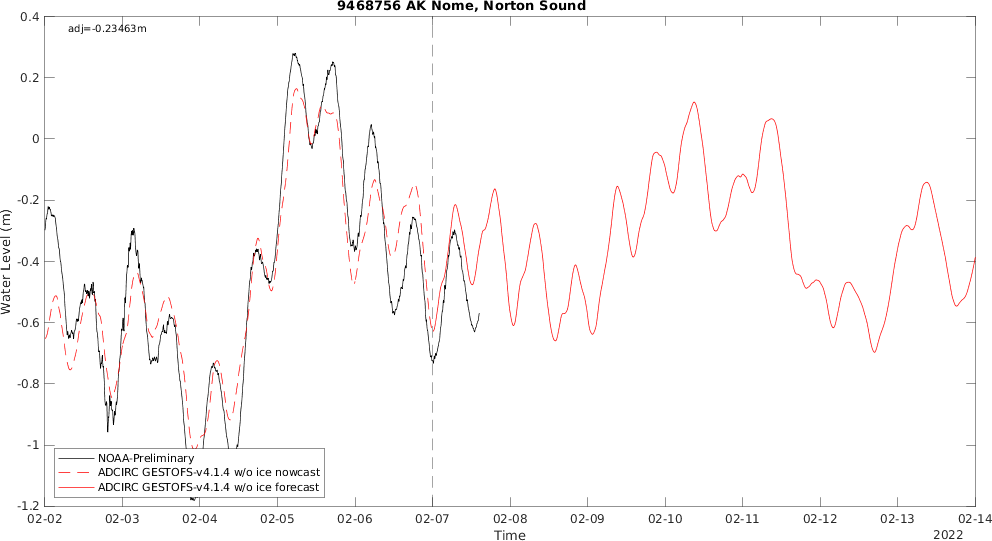 9468756 AK Nome, Norton Sound
adj=-0.23463m
0.4
0.2
0
-0.2
-0.4
-0.6
-0.8
-1
-1.2
Water Level (m)
NOAA-Preliminary
ADCIRC GESTOFS-v4.1.4 w/o ice nowcast
ADCIRC GESTOFS-v4.1.4 w/o ice forecast
02-02 02-03 02-04 02-05 02-06 02-07 02-08 02-09 02-10 02-11 02-12 02-13 02-14
Time
2022